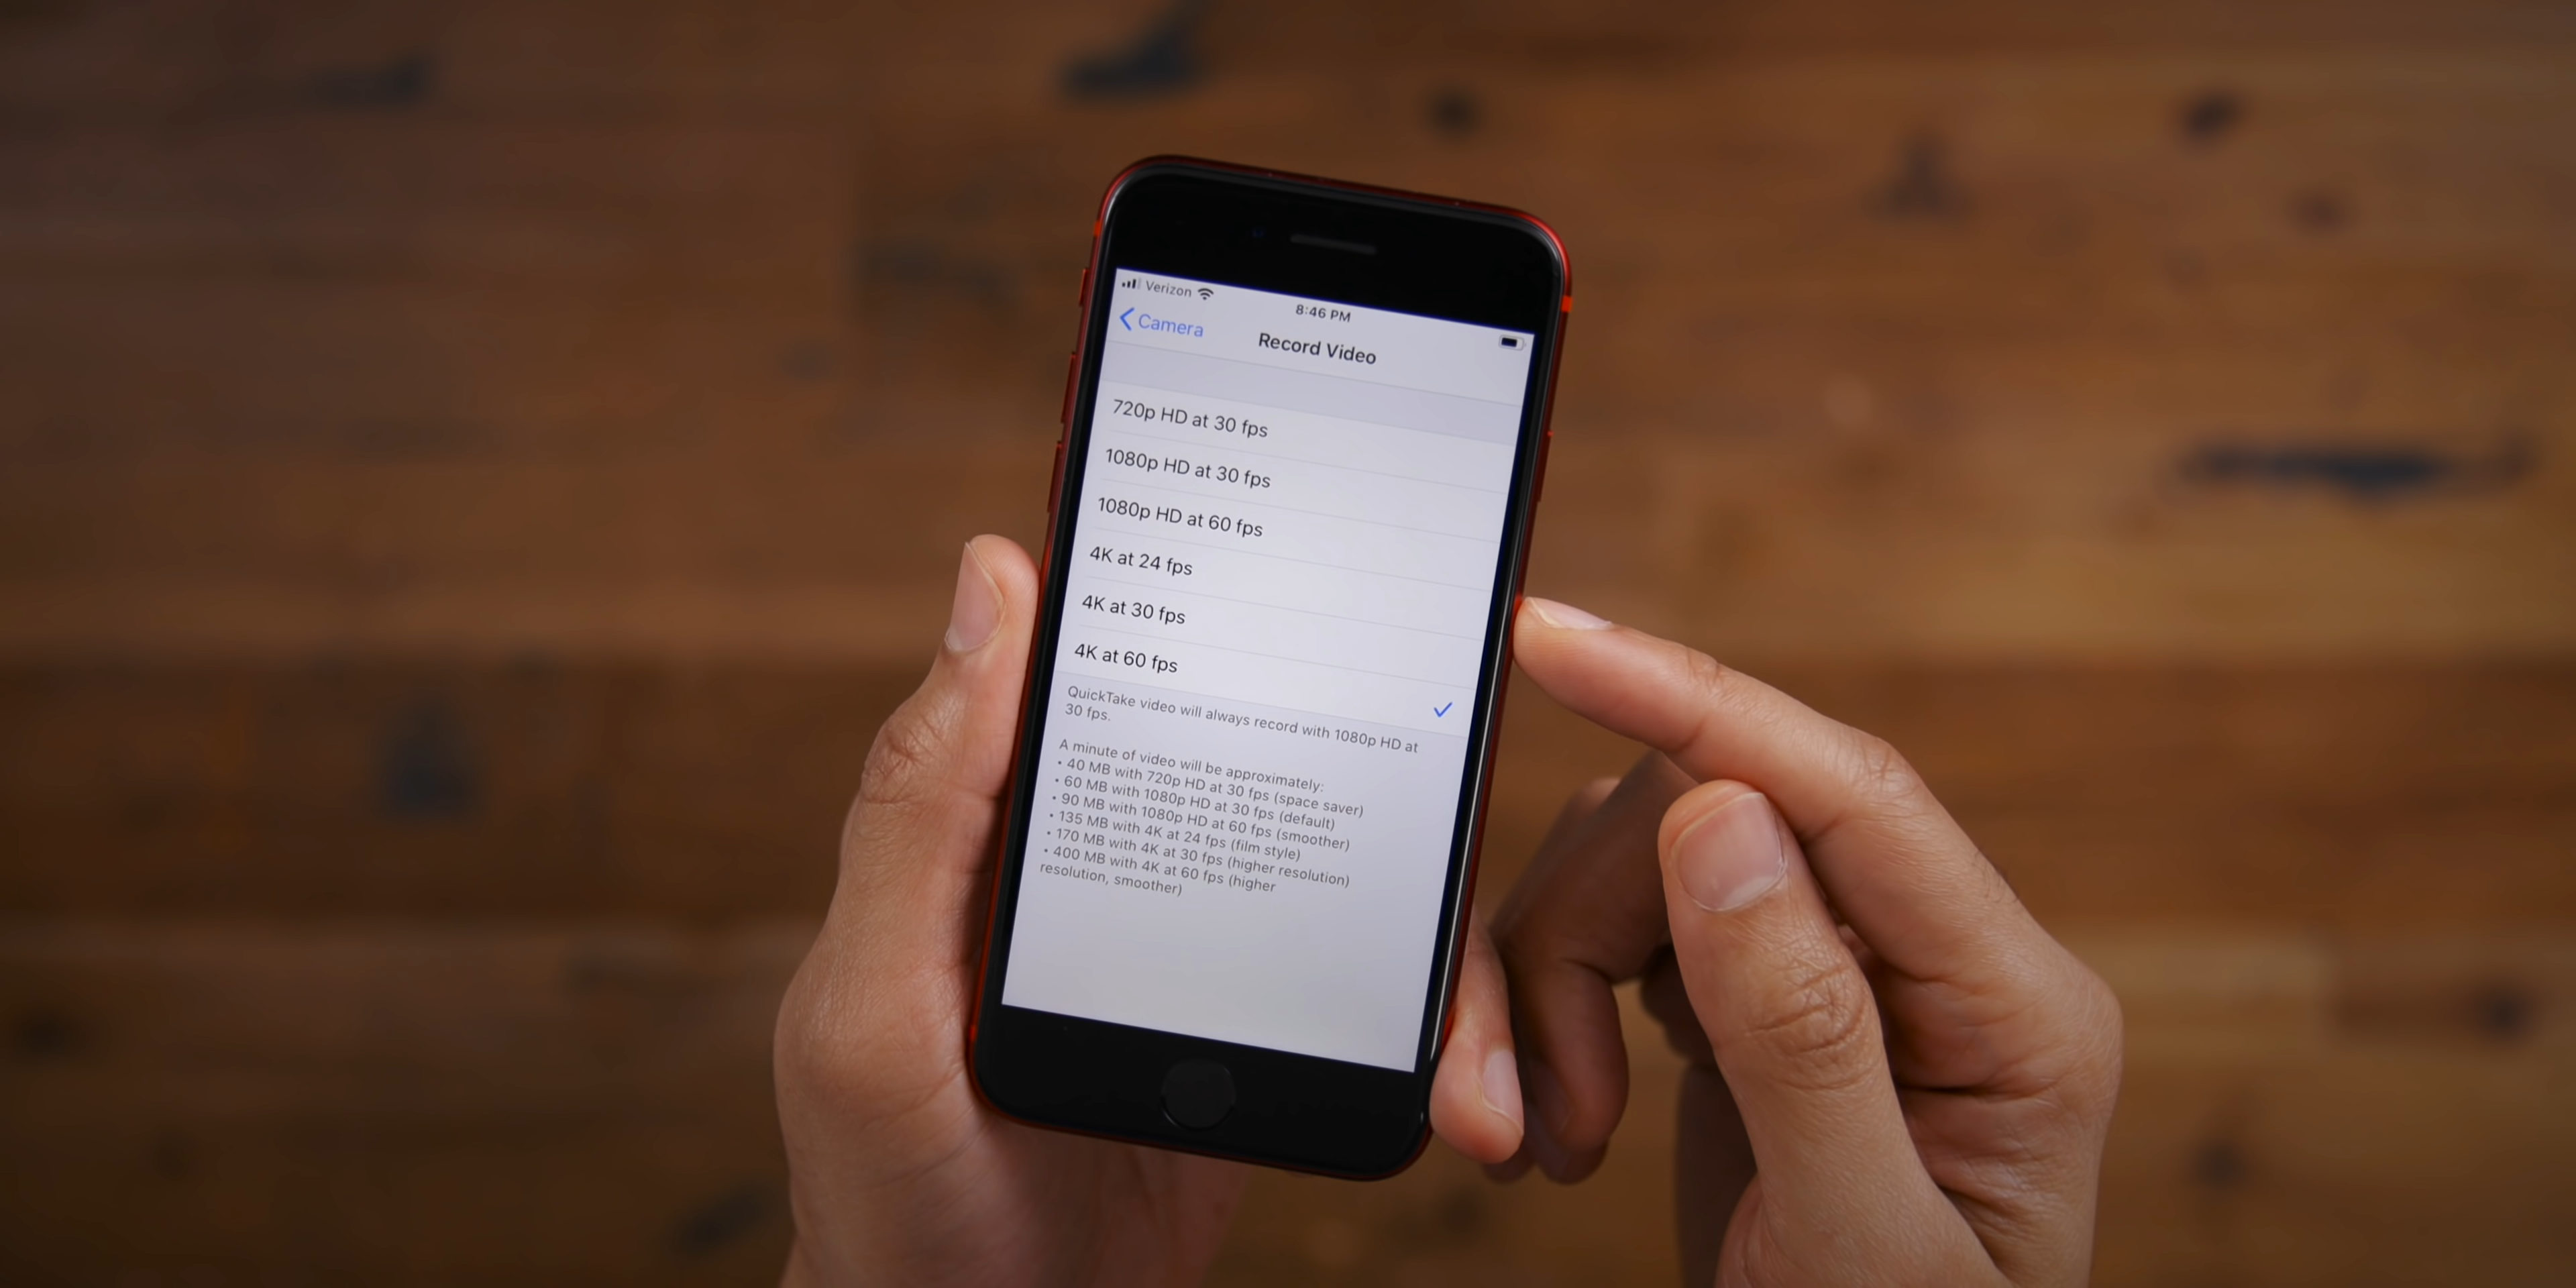 Verizon
8:46 PM
Camera
Record Video
720p HD at 30 fps
1080p HD at 30 fps
1080p HD at 60 fps
4K at 24 fps
4K at 30 fps
4K at 60 fps
QuickTake video will always record with 1080p HD at
30 fps.
A minute of video will be approximately:
• 40 MB with 720p HD at 30 fps (space saver)
• 60 MB with 1080p HD at 30 fps (default)
• 90 MB with 1080p HD at 60 fps (smoother)
• 135 MB with 4K at 24 fps (film style)
• 170 MB with 4K at 30 fps (higher resolution)
• 400 MB with 4K at 60 fps (higher
resolution, smoother)